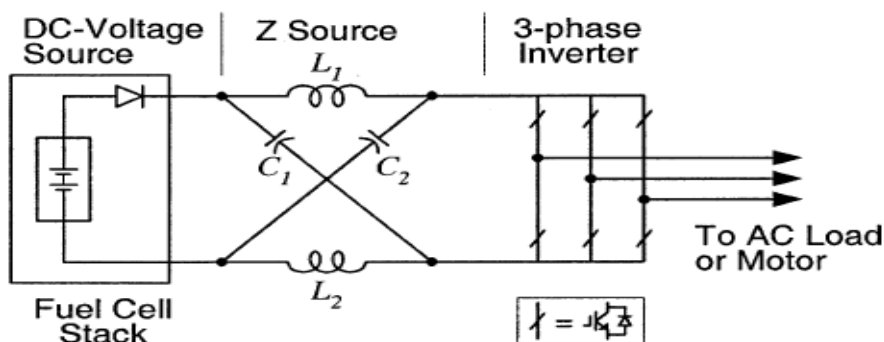 DC-Voltage
Source
Z Source
3-phase
Inverter
L1
C1
C2
L2
To AC Load
or Motor
Fuel Cell
Stack
=